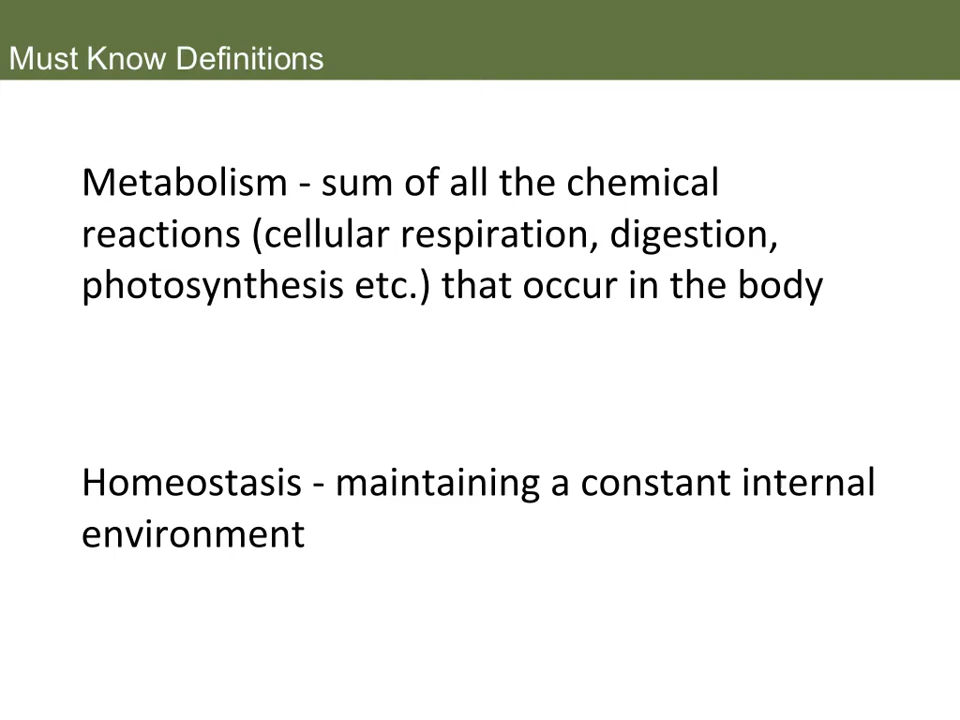 Must Know Definitions
Metabolism - sum of all the chemical
reactions (cellular respiration, digestion,
photosynthesis etc.) that occur in the body
Homeostasis - maintaining a constant internal
environment